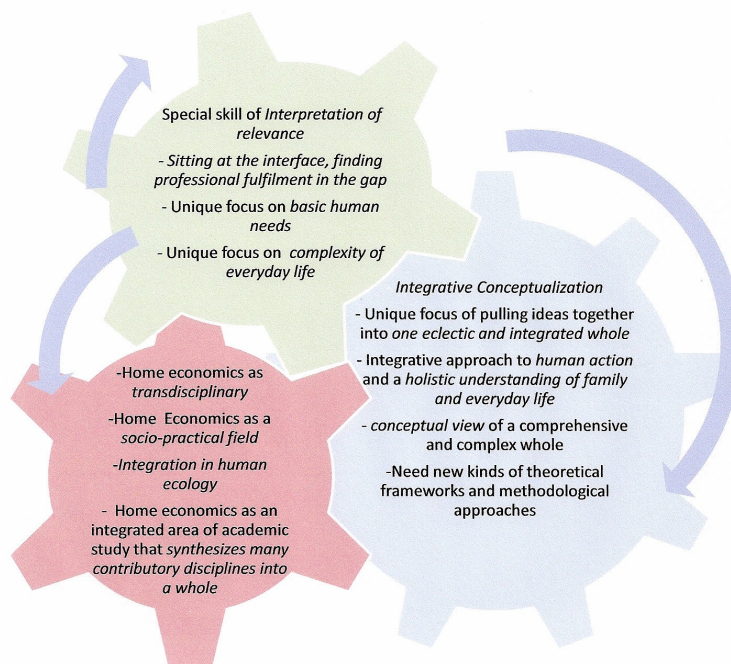 Special skill of Interpretation of
relevance
- Sitting at the interface, finding
professional fulfilment in the gap
- Unique focus on basic human
needs
- Unique focus on complexity of
everyday life
Integrative Conceptualization
- Unique focus of pulling ideas together
into one eclectic and integrated whole
- Integrative approach to human action
and a holistic understanding of family
and everyday life
- conceptual view of a comprehensive
and complex whole
-Need new kinds of theoretical
frameworks and methodological
approaches
-Home economics as
transdisciplinary
-Home Economics as a
socio-practical field
-Integration in human
ecology
- Home economics as an
integrated area of academic
study that synthesizes many
contributory disciplines into
a whole